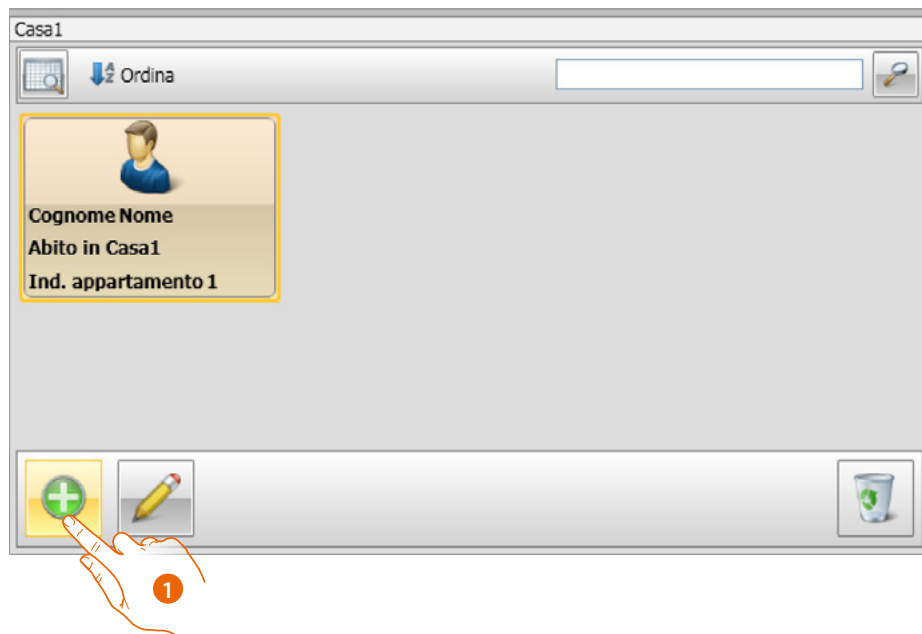 Casa1
Ordina
Cognome Nome
Abito in Casa1
Ind. appartamento 1
1